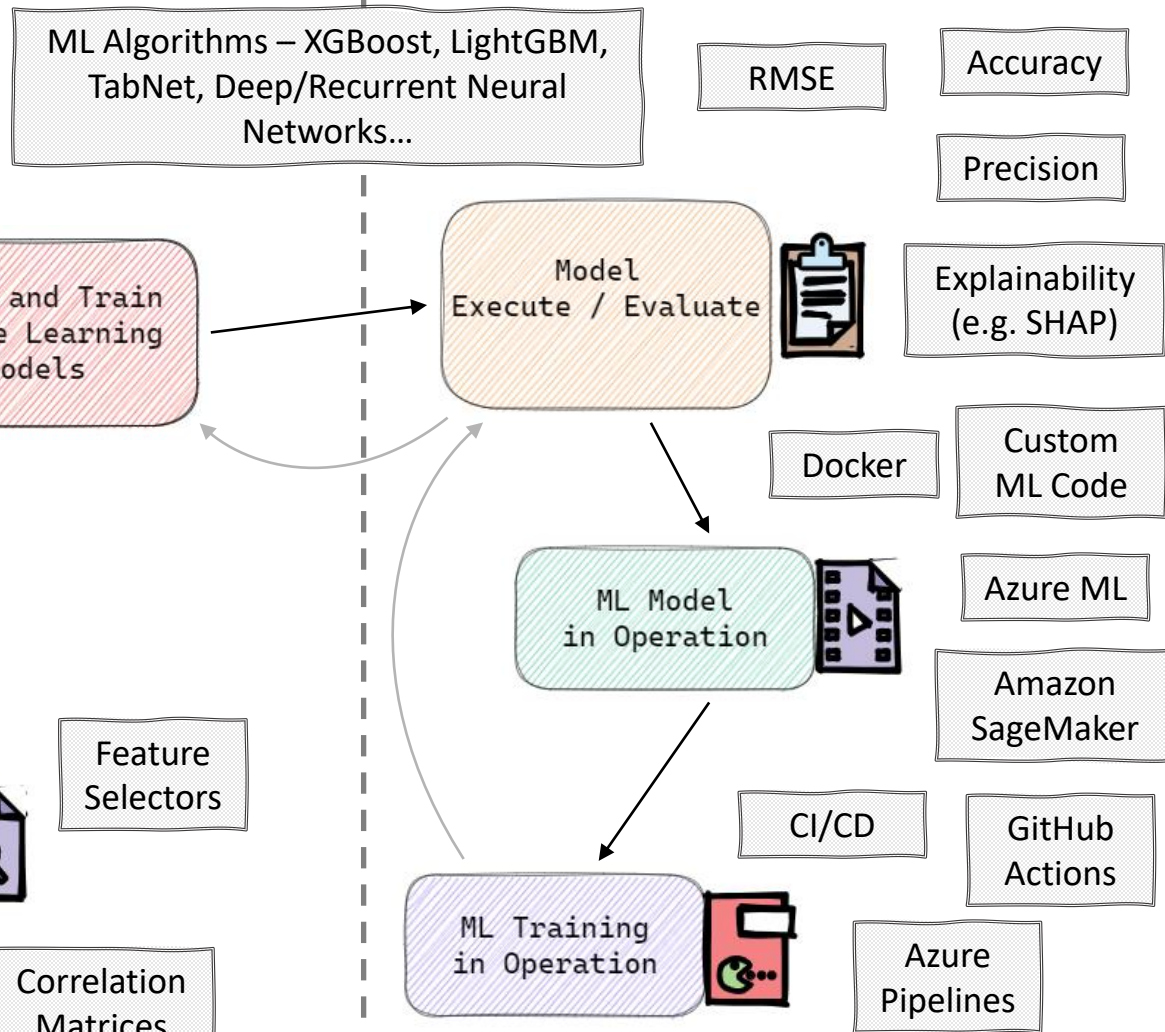 ML Algorithms – XGBoost, LightGBM,
TabNet, Deep/Recurrent Neural
Networks…
RMSE
Accuracy
Precision
and Train
Learning
Model
Execute / Evaluate
Explainability
(e.g. SHAP)
Docker
Custom
ML Code
ML Model
in Operation
Azure ML
Amazon
SageMaker
Feature
Selectors
CI/CD
GitHub
Actions
ML Training
in Operation
Azure
Pipelines
Correlation
Matrices